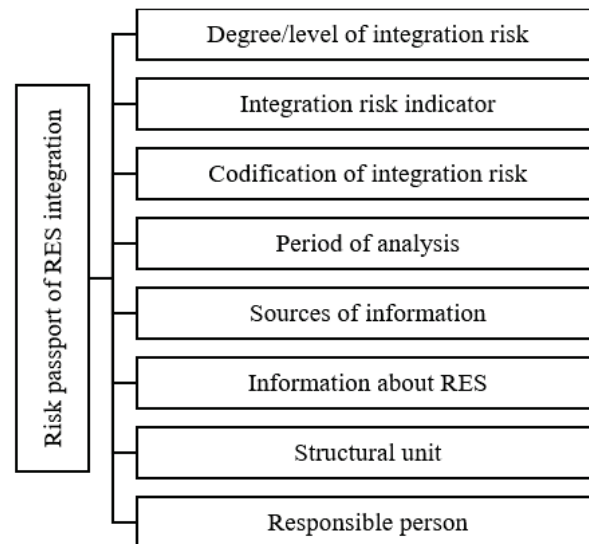 Risk passport of RES integration
Degree/level of integration risk
Integration risk indicator
Codification of integration risk
Period of analysis
Sources of information
Information about RES
Structural unit
Responsible person